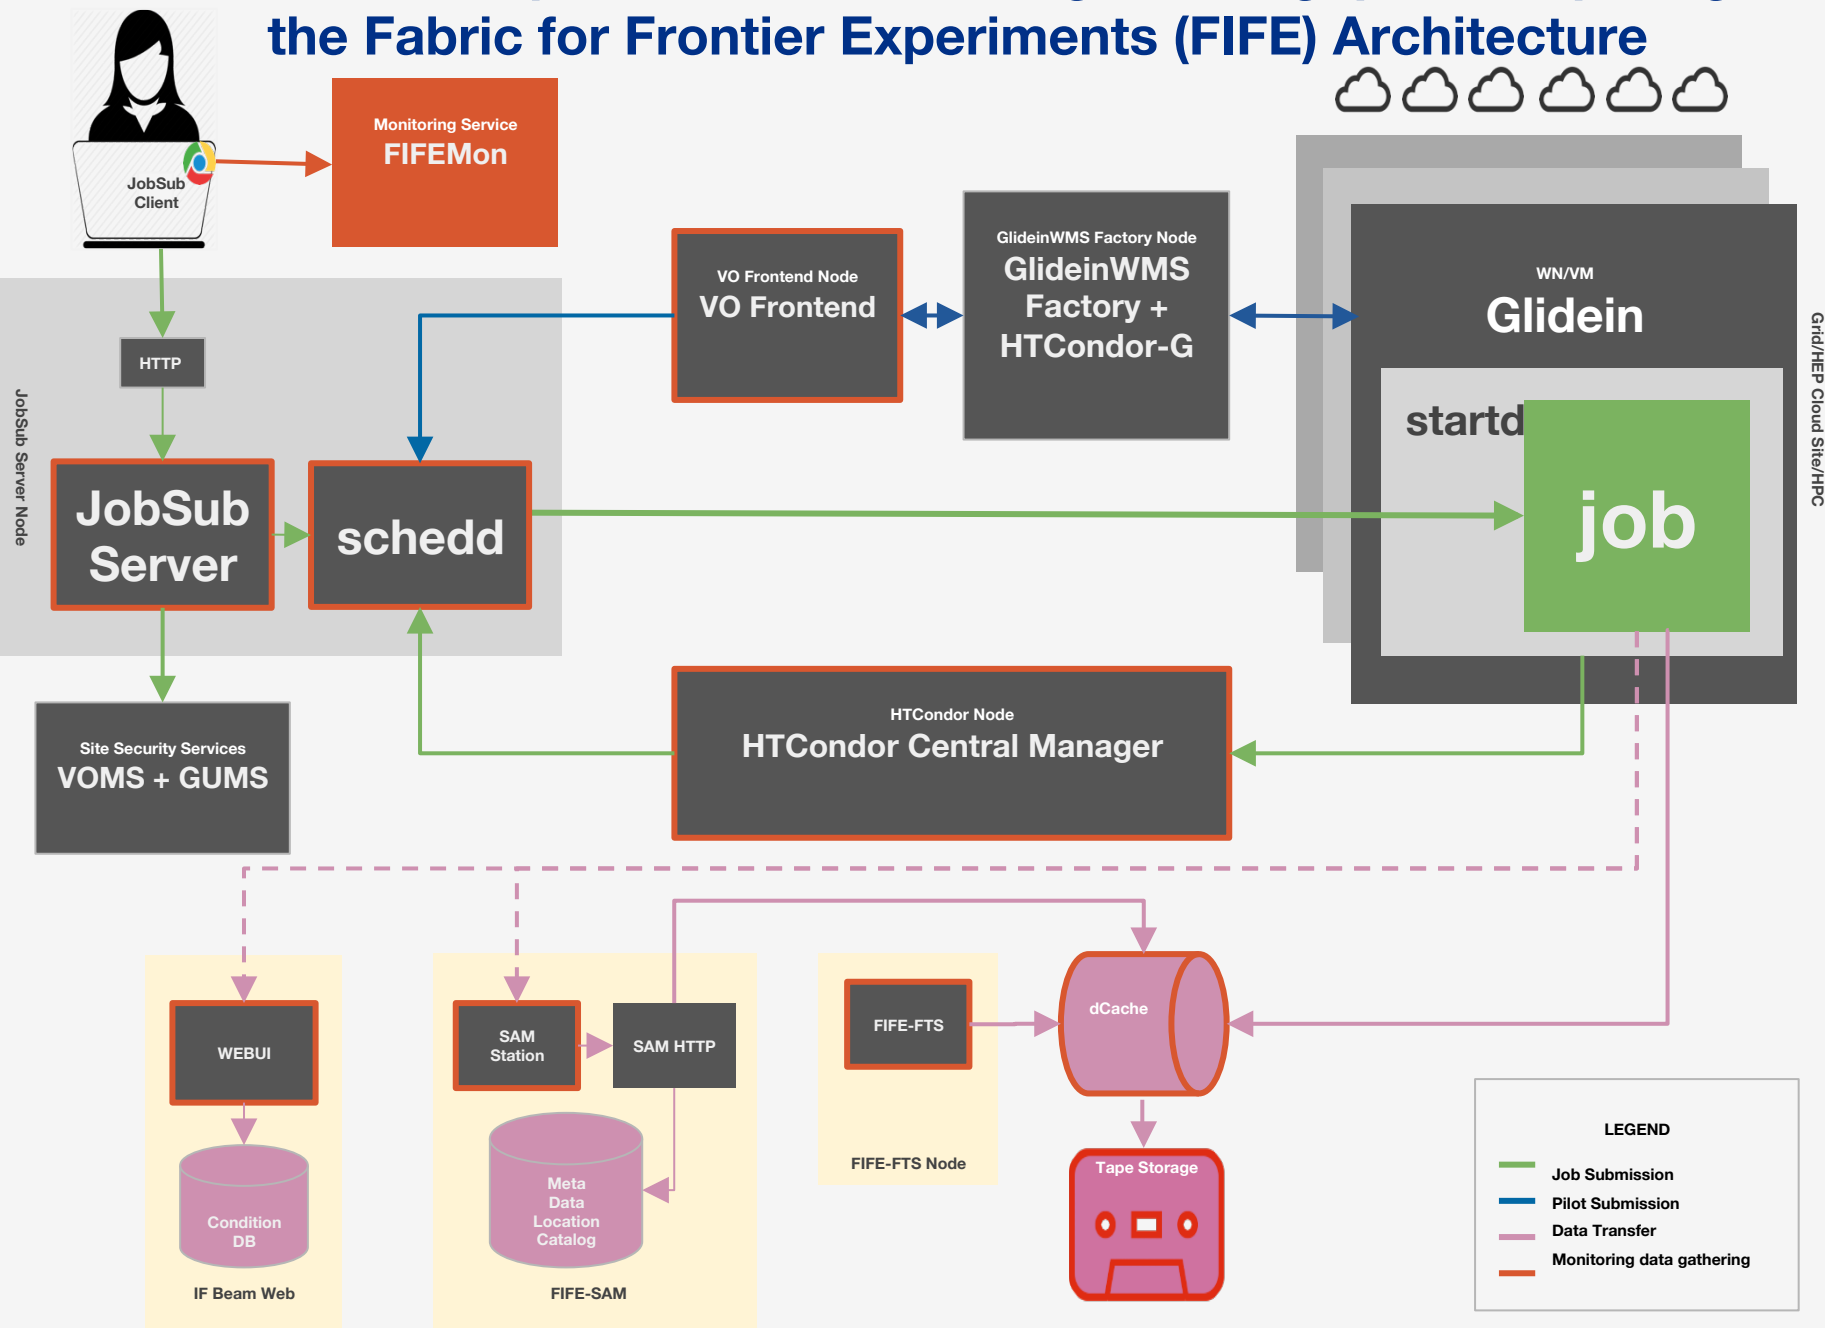 the Fabric for Frontier Experiments (FIFE) Architecture
Monitoring Service
FIFEMon
JobSub
Client
GlideinWMS Factory Node
GlideinWMS
Factory +
HTCondor-G
VO Frontend Node
VO Frontend
WN/VM
Glidein
Grid/HEP Cloud Site/HPC
HTTP
JobSub Server Node
startd
job
JobSub
Server
schedd
HTCondor Node
HTCondor Central Manager
Site Security Services
VOMS + GUMS
dCache
FIFE-FTS
SAM
Station
SAM HTTP
WEBUI
LEGEND
Job Submission
Pilot Submission
Data Transfer
Monitoring data gathering
FIFE-FTS Node
Tape Storage
Meta
Data
Location
Catalog
Condition
DB
IF Beam Web
FIFE-SAM